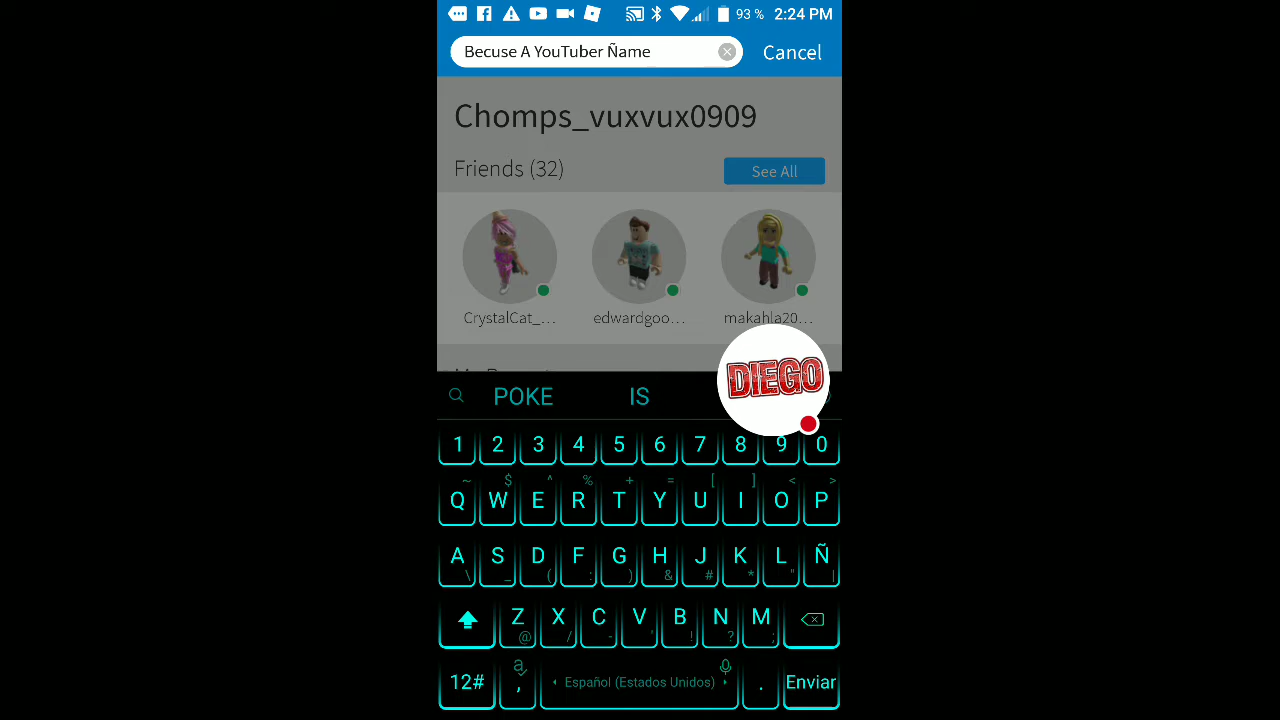 93 % 2:24 PM
Becuse A YouTuber Ñame
Cancel
Chomps_vuxvux0909
Friends (32)
See All
CrystalCat_... edwardgoo... makahla20...
DIEGO
POKE IS
1 2 3 4 5 6 7 8 9 0
~ $ ^ % + = [ ] < >
Q W E R T Y U I O P
A S D F G H J K L Ñ
\ _ ( : ) & # * " |
Z X C V B N M
@ / - ' ! ? ;
12# , Español (Estados Unidos) . Enviar